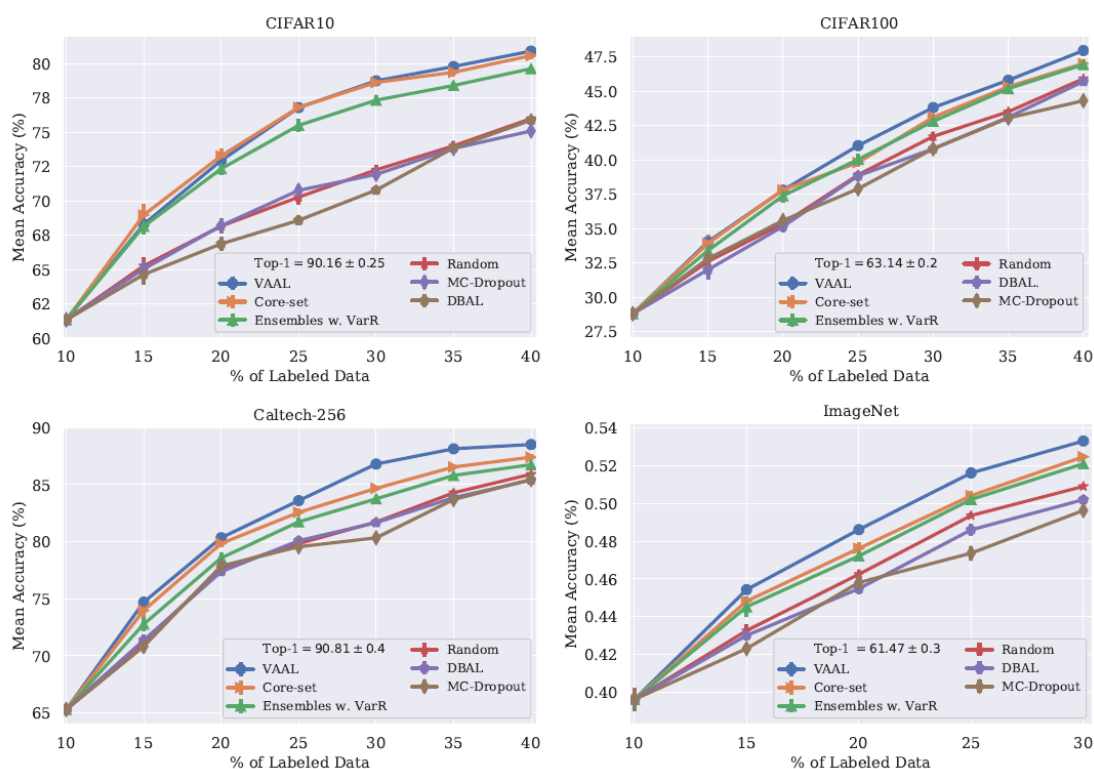 CIFAR10
80
78
75
72
70
68
65
62
60
10 15 20 25 30 35 40
Mean Accuracy (%)
% of Labeled Data
Top-1 = 90.16 ± 0.25
VAAL
Core-set
Ensembles w. VarR
Random
MC-Dropout
DBAL
CIFAR100
47.5
45.0
42.5
40.0
37.5
35.0
32.5
30.0
27.5
10 15 20 25 30 35 40
Mean Accuracy (%)
% of Labeled Data
Top-1 = 63.14 ± 0.2
VAAL
Core-set
Ensembles w. VarR
Random
DBAL
MC-Dropout
Caltech-256
90
85
80
75
70
65
10 15 20 25 30 35 40
Mean Accuracy (%)
% of Labeled Data
Top-1 = 90.81 ± 0.4
VAAL
Core-set
Ensembles w. VarR
Random
DBAL
MC-Dropout
ImageNet
0.54
0.52
0.50
0.48
0.46
0.44
0.42
0.40
10 15 20 25 30
Mean Accuracy (%)
% of Labeled Data
Top-1 = 61.47 ± 0.3
VAAL
Core-set
Ensembles w. VarR
Random
DBAL
MC-Dropout